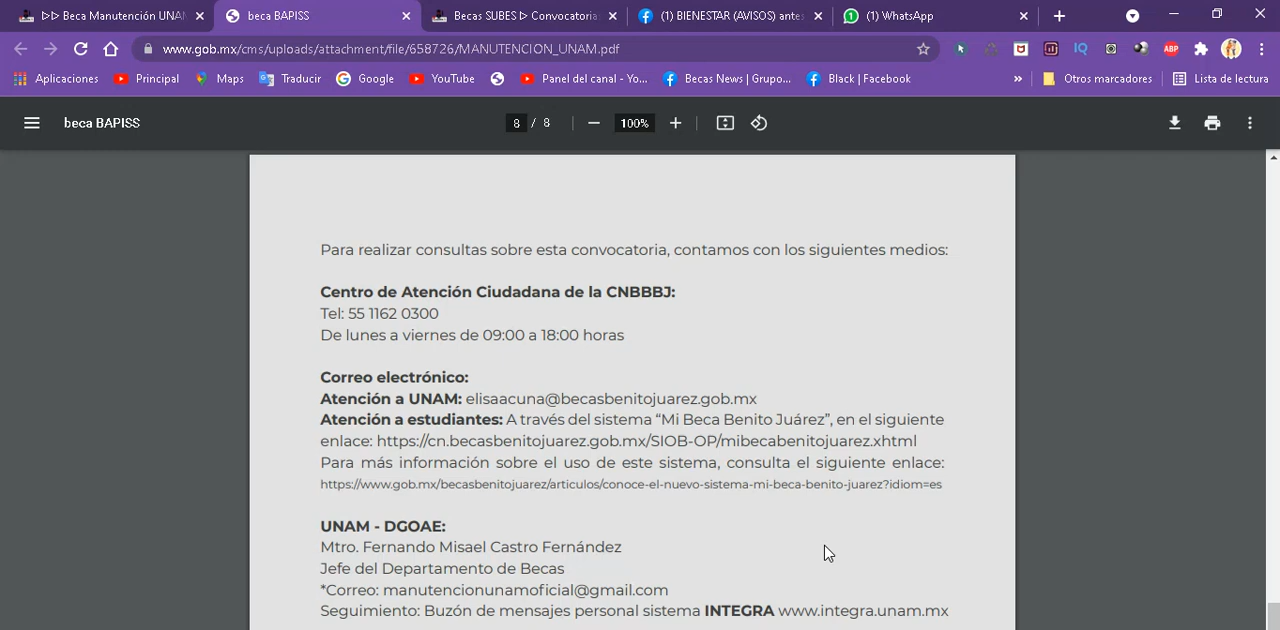 ▷▷ Beca Manutención UNAM
beca BAPISS
Becas SUBES ▷ Convocatoria
(1) BIENESTAR (AVISOS) ante
(1) WhatsApp
www.gob.mx/cms/uploads/attachment/file/658726/MANUTENCION_UNAM.pdf
Aplicaciones Principal Maps Traducir Google YouTube Panel del canal - Yo... Becas News | Grupo... Black | Facebook » Otros marcadores Lista de lectura
beca BAPISS 8 / 8 100%
Para realizar consultas sobre esta convocatoria, contamos con los siguientes medios:
Centro de Atención Ciudadana de la CNBBBJ:
Tel: 55 1162 0300
De lunes a viernes de 09:00 a 18:00 horas
Correo electrónico:
Atención a UNAM: elisaacuna@becasbenitojuarez.gob.mx
Atención a estudiantes: A través del sistema “Mi Beca Benito Juárez”, en el siguiente
enlace: https://cn.becasbenitojuarez.gob.mx/SIOB-OP/mibecabenitojuarez.xhtml
Para más información sobre el uso de este sistema, consulta el siguiente enlace:
https://www.gob.mx/becasbenitojuarez/articulos/conoce-el-nuevo-sistema-mi-beca-benito-juarez?idiom=es
UNAM - DGOAE:
Mtro. Fernando Misael Castro Fernández
Jefe del Departamento de Becas
*Correo: manutencionunamoficial@gmail.com
Seguimiento: Buzón de mensajes personal sistema INTEGRA www.integra.unam.mx